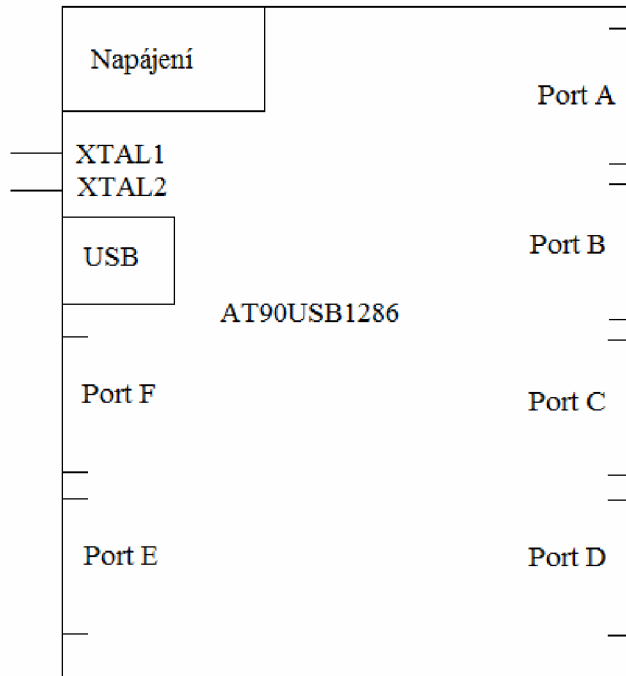 Napájení
Port A
XTAL1
XTAL2
Port B
USB
AT90USB1286
Port F
Port C
Port E
Port D